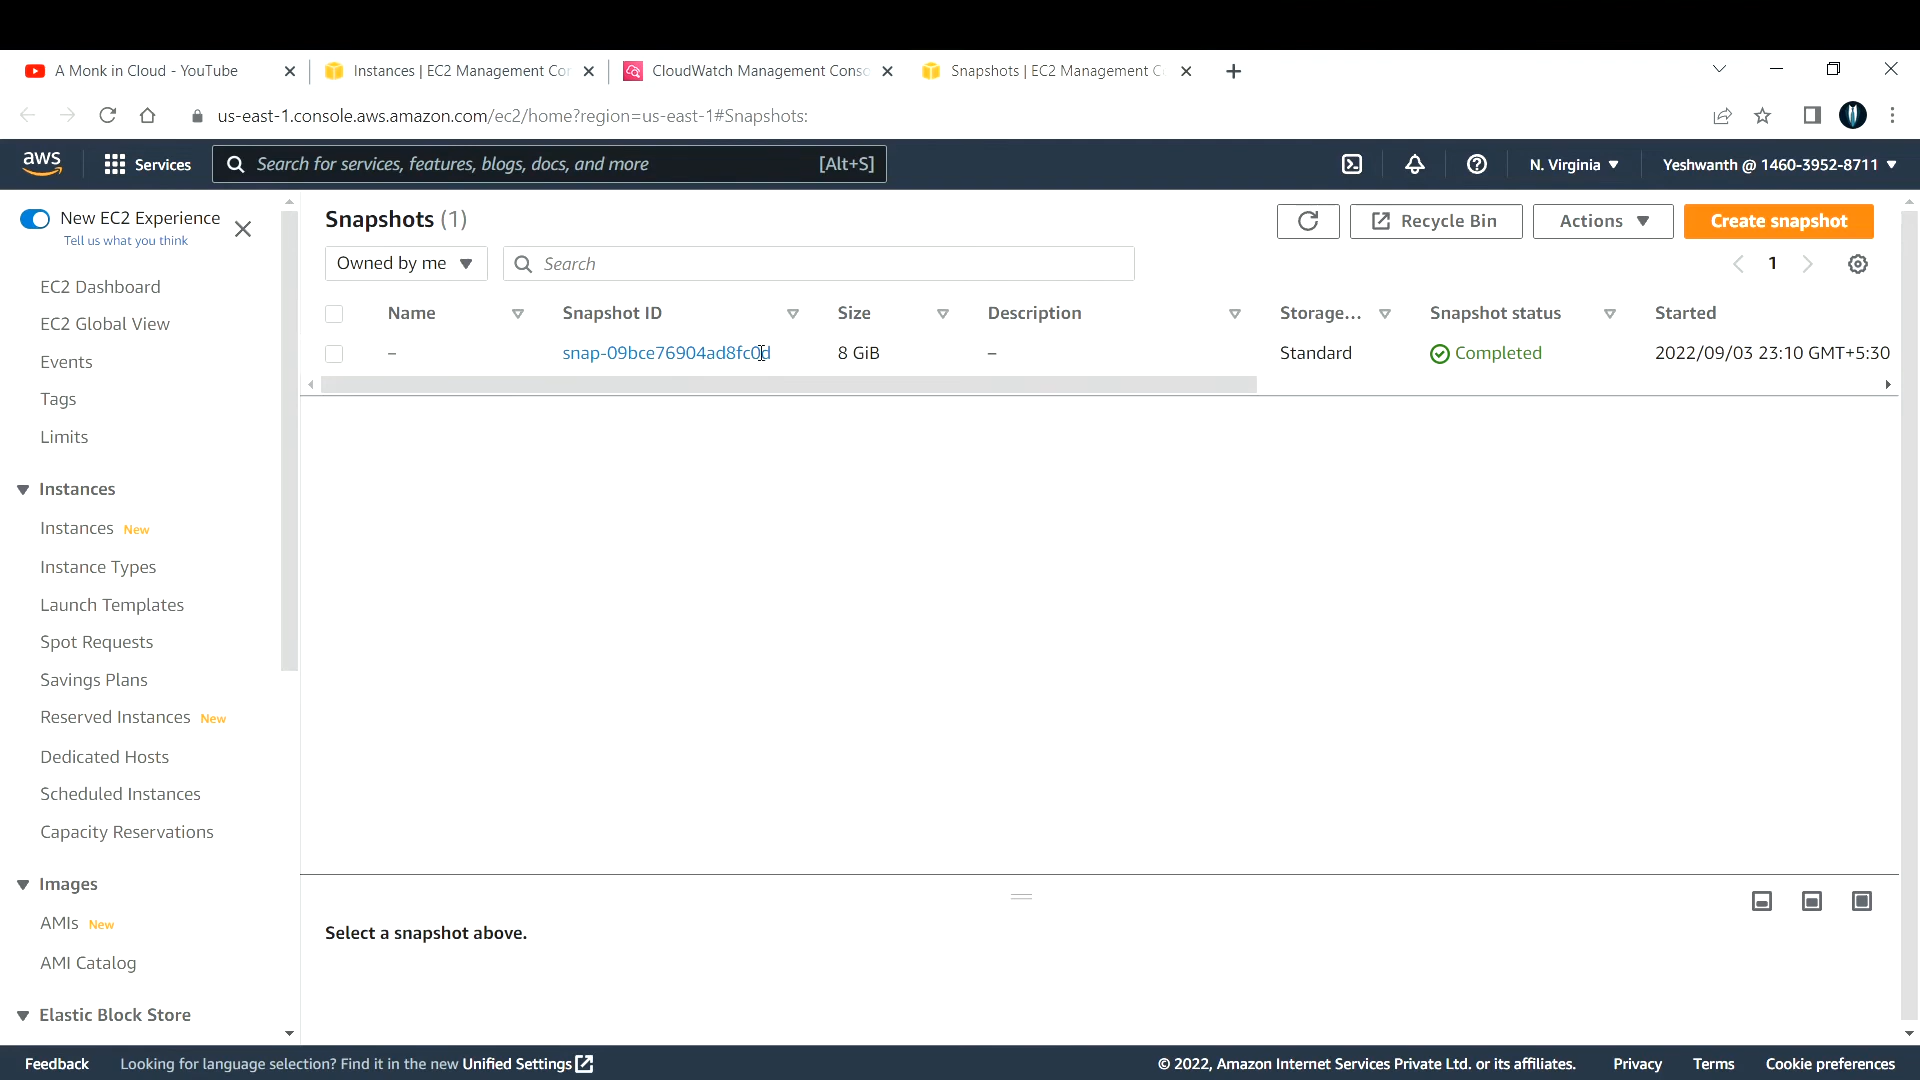 A Monk in Cloud - YouTube
Instances | EC2 Management Con
CloudWatch Management Conso
Snapshots | EC2 Management C
us-east-1.console.aws.amazon.com/ec2/home?region=us-east-1#Snapshots:
aws
Services
Search for services, features, blogs, docs, and more
[Alt+S]
N. Virginia
Yeshwanth @ 1460-3952-8711
New EC2 Experience
Tell us what you think
EC2 Dashboard
EC2 Global View
Events
Tags
Limits
Instances
Instances New
Instance Types
Launch Templates
Spot Requests
Savings Plans
Reserved Instances New
Dedicated Hosts
Scheduled Instances
Capacity Reservations
Images
AMIs New
AMI Catalog
Elastic Block Store
Snapshots (1)
Recycle Bin
Actions
Create snapshot
Owned by me
Search
1
Name Snapshot ID Size Description Storage... Snapshot status Started
– snap-09bce76904ad8fc0d 8 GiB – Standard Completed 2022/09/03 23:10 GMT+5:30
Select a snapshot above.
Feedback
Looking for language selection? Find it in the new Unified Settings
© 2022, Amazon Internet Services Private Ltd. or its affiliates.
Privacy
Terms
Cookie preferences